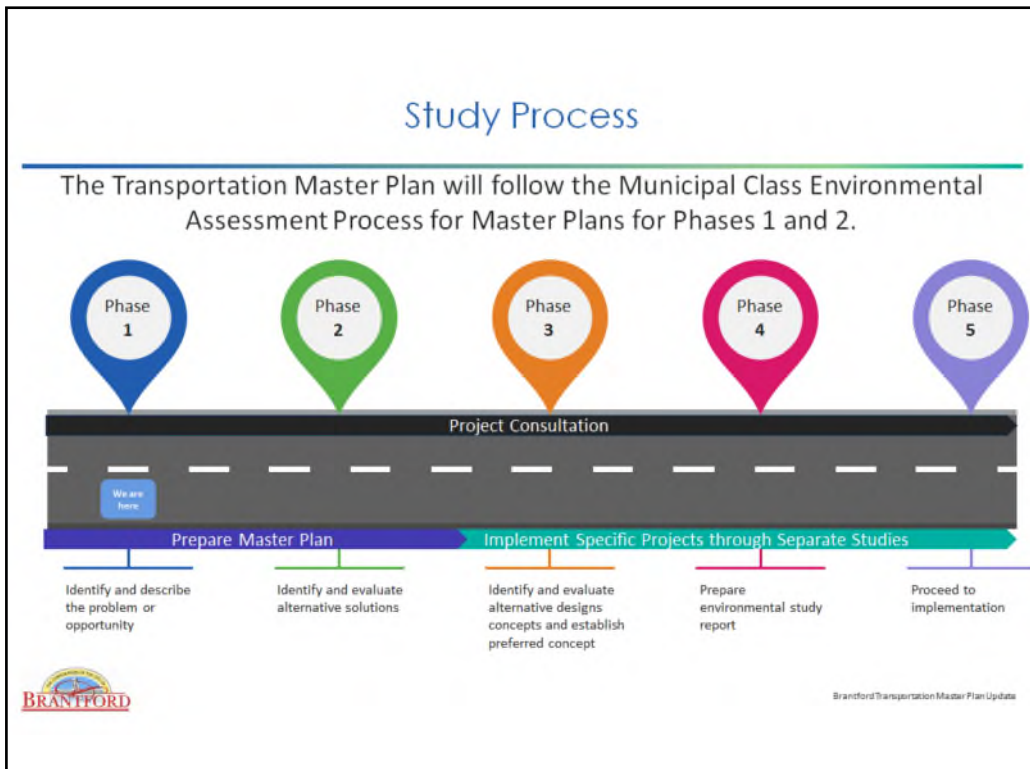 Study Process
The Transportation Master Plan will follow the Municipal Class Environmental
Assessment Process for Master Plans for Phases 1 and 2.
Phase
1
Phase
2
Phase
3
Phase
4
Phase
5
Project Consultation
We are
here
Prepare Master Plan
Implement Specific Projects through Separate Studies
Identify and describe
the problem or
opportunity
Identify and evaluate
alternative solutions
Identify and evaluate
alternative designs
concepts and establish
preferred concept
Prepare
environmental study
report
Proceed to
implementation
BRANTFORD
Brantford Transportation Master Plan Update